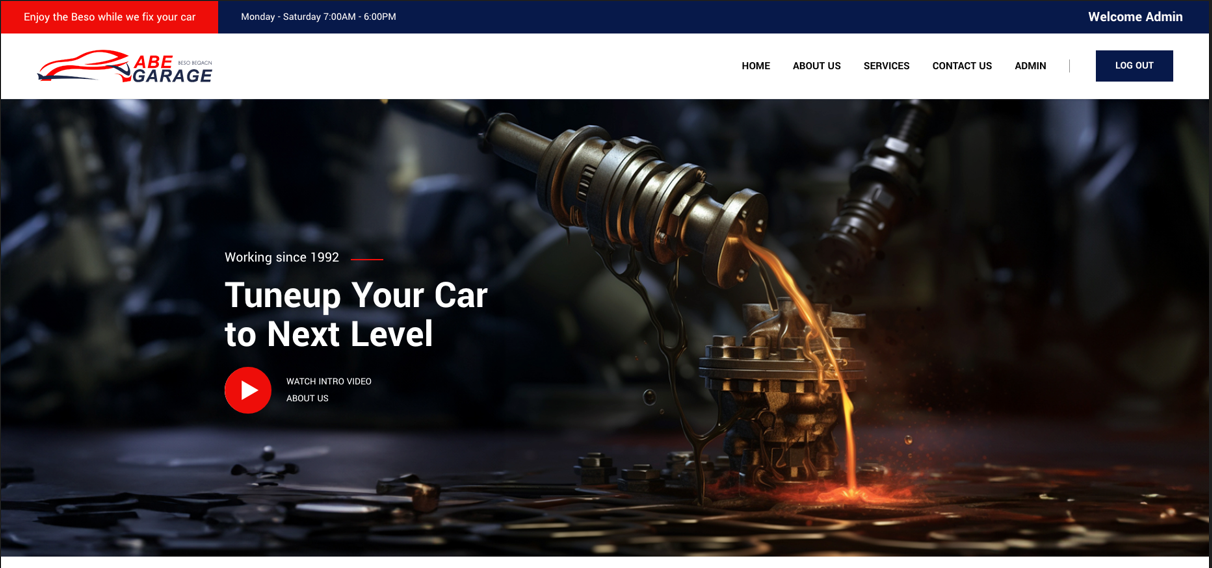 Enjoy the Beso while we fix your car
Monday - Saturday 7:00AM - 6:00PM
Welcome Admin
ABE BESO BEGAGN
GARAGE
HOME
ABOUT US
SERVICES
CONTACT US
ADMIN
LOG OUT
Working since 1992
Tuneup Your Car
to Next Level
WATCH INTRO VIDEO
ABOUT US